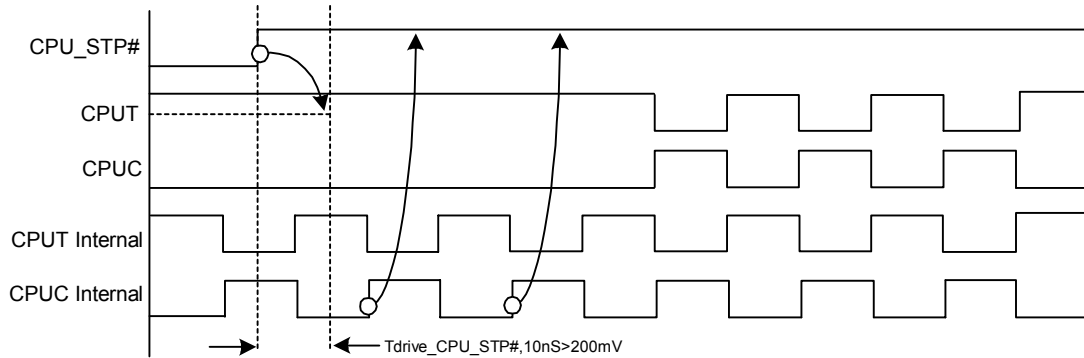 CPU_STP#
CPUT
CPUC
CPUT Internal
CPUC Internal
Tdrive_CPU_STP#,10nS>200mV